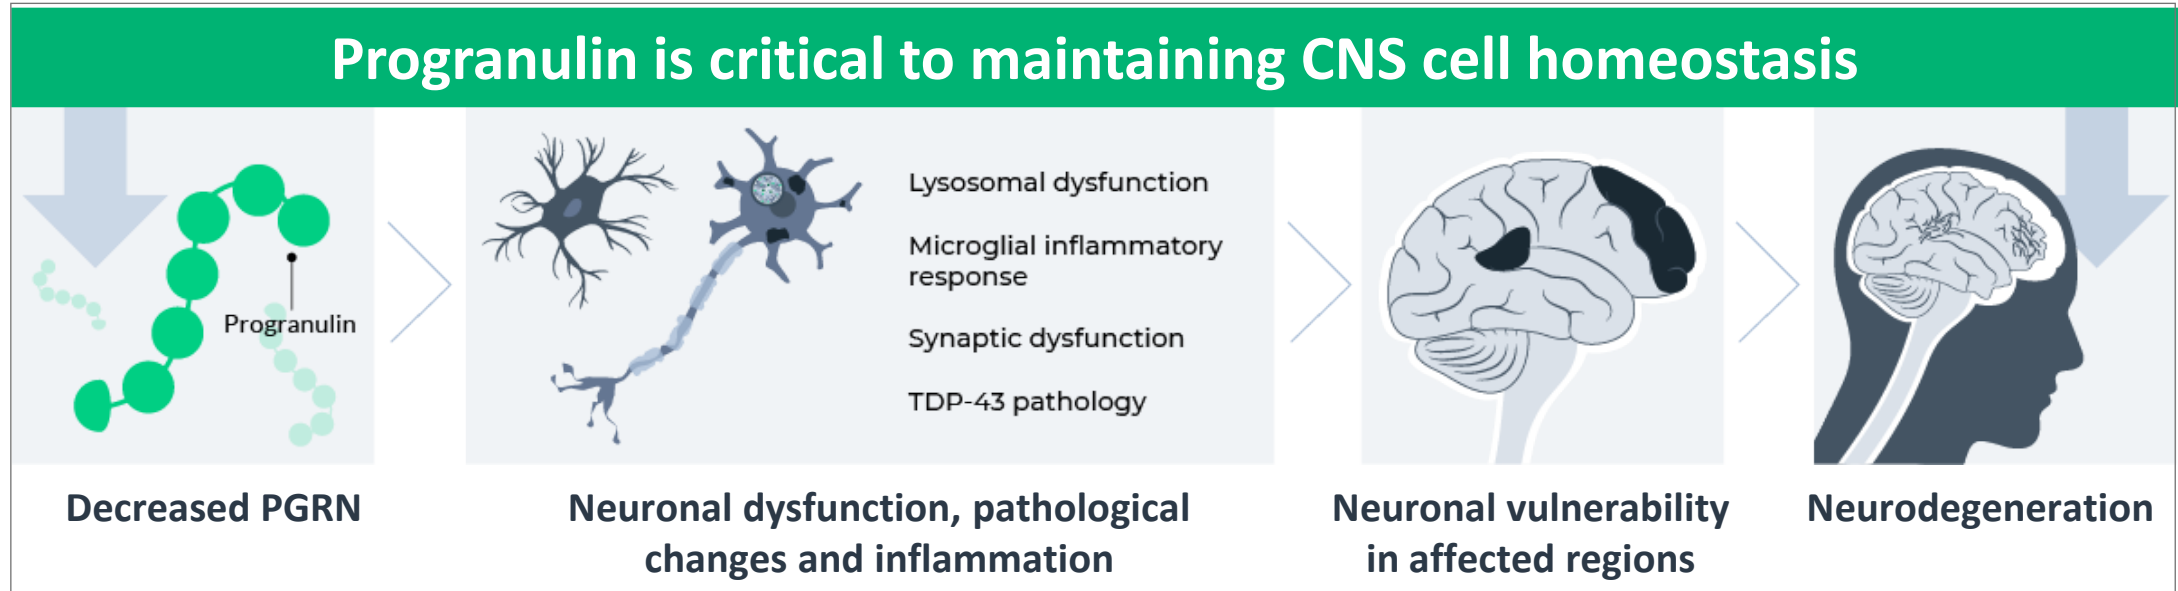 Progranulin is critical to maintaining CNS cell homeostasis
Progranulin
Decreased PGRN
Lysosomal dysfunction
Microglial inflammatory
response
Synaptic dysfunction
TDP-43 pathology
Neuronal dysfunction, pathological
changes and inflammation
Neuronal vulnerability
in affected regions
Neurodegeneration